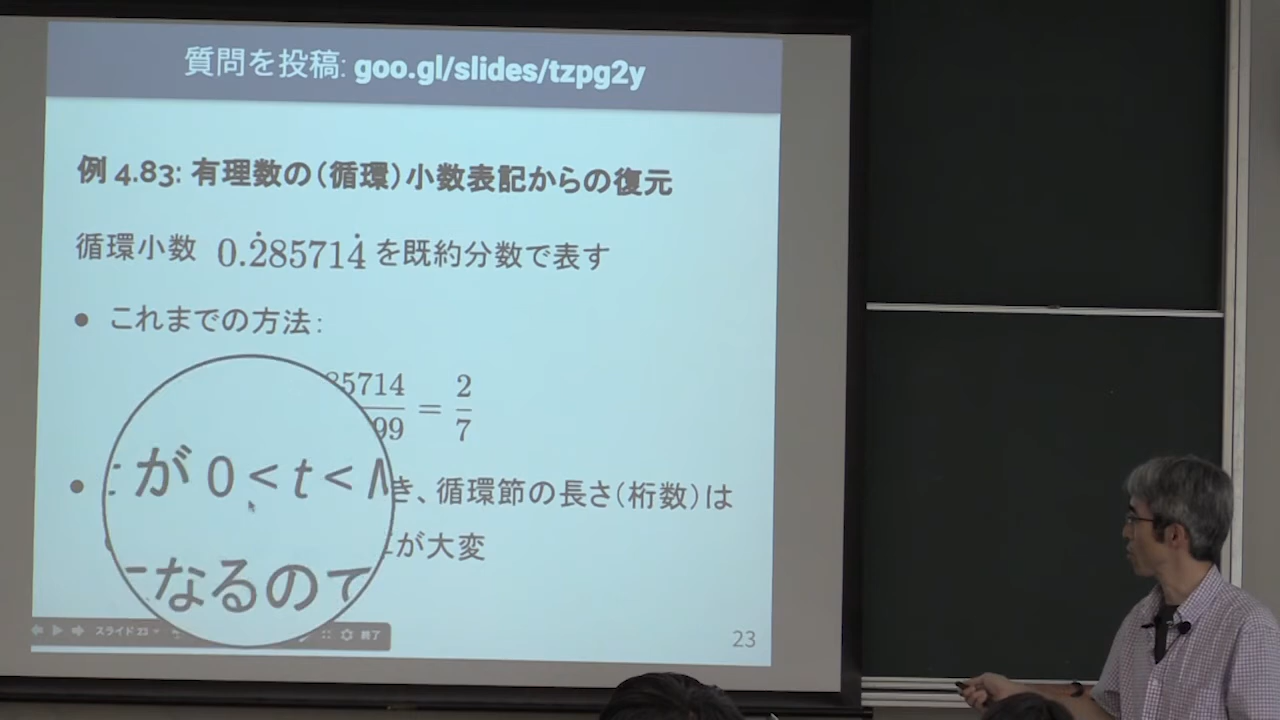 質問を投稿: goo.gl/slides/tzpg2y
例 4.83: 有理数の(循環)小数表記からの復元
循環小数 0.2̇85714̇ を既約分数で表す
● これまでの方法:
85714 / 99 = 2/7
● が 0 < t < き、循環節の長さ(桁数)は
になるので が大変
スライド 23 終了
23